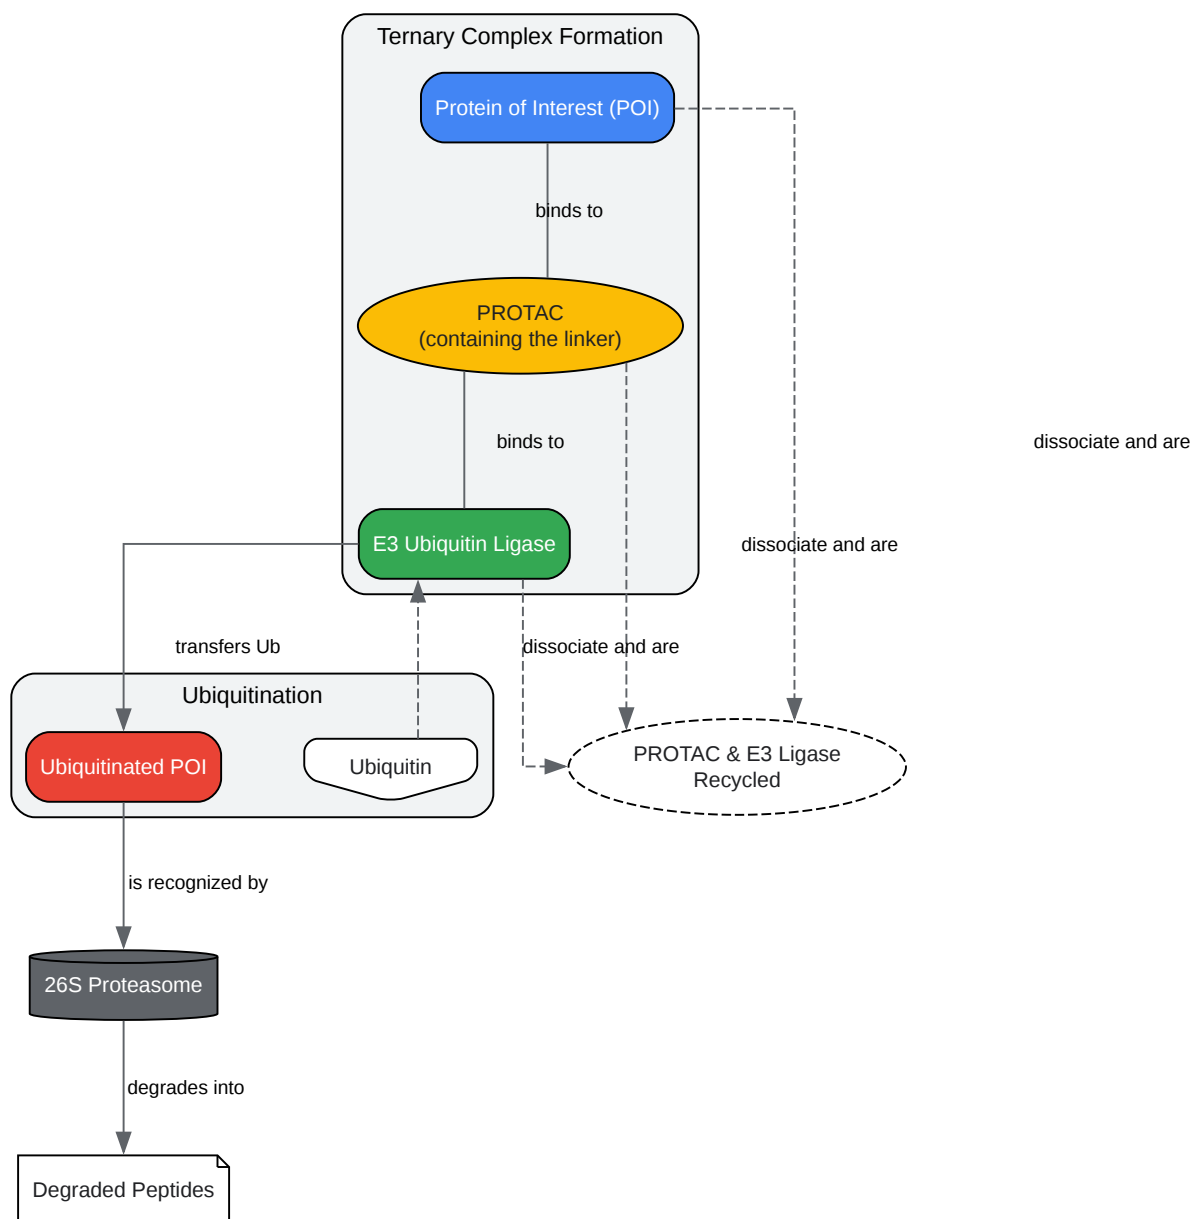 Ternary Complex Formation
Protein of Interest (POI)
binds to
PROTAC
(containing the linker)
binds to
dissociate and are
E3 Ubiquitin Ligase
dissociate and are
transfers Ub
dissociate and are
Ubiquitination
Ubiquitinated POI
Ubiquitin
PROTAC & E3 Ligase
Recycled
is recognized by
26S Proteasome
degrades into
Degraded Peptides